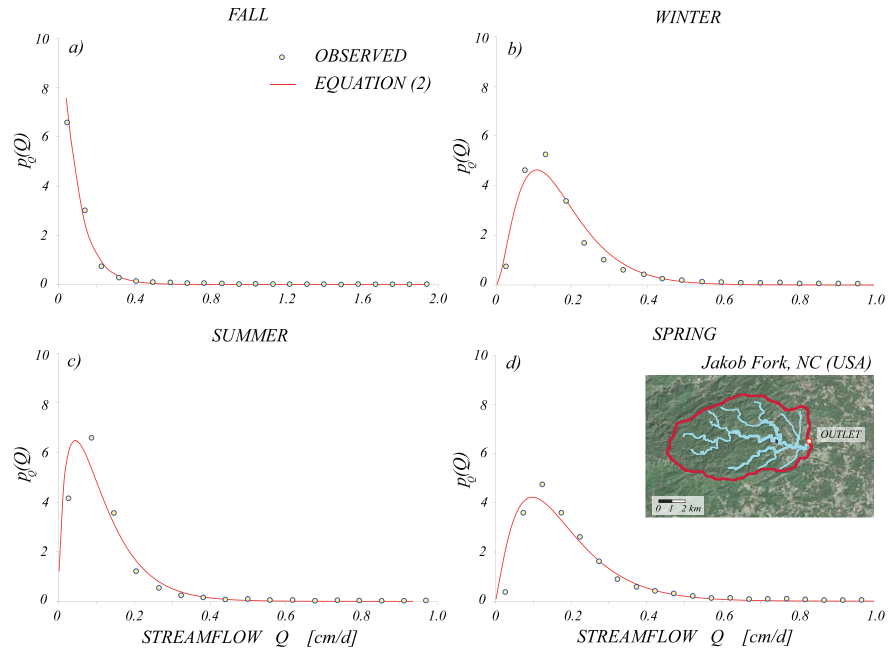 FALL
a)
OBSERVED
EQUATION (2)
10
8
6
4
2
0
p_Q(Q)
0 0.4 0.8 1.2 1.6 2.0
WINTER
b)
10
8
6
4
2
0
p_Q(Q)
0 0.2 0.4 0.6 0.8 1.0
SUMMER
c)
10
8
6
4
2
0
p_Q(Q)
0 0.2 0.4 0.6 0.8 1.0
STREAMFLOW Q [cm/d]
SPRING
d)
Jakob Fork, NC (USA)
OUTLET
0 1 2 km
10
8
6
4
2
0
p_Q(Q)
0 0.2 0.4 0.6 0.8 1.0
STREAMFLOW Q [cm/d]